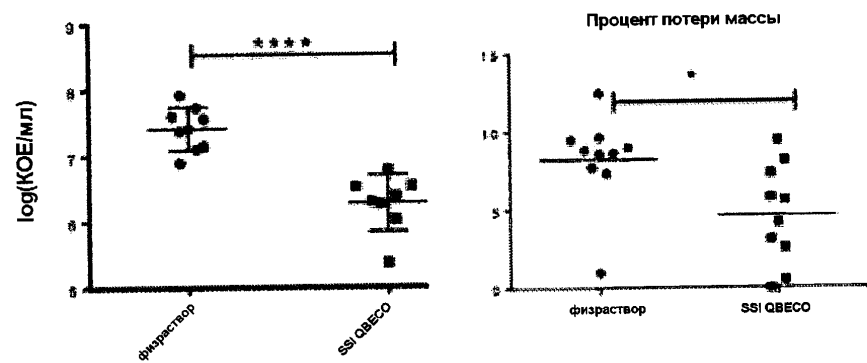 log(КОЕ/мл)
9
8
7
6
5
****
физраствор
SSI QBECO
Процент потери массы
15
10
5
0
*
физраствор
SSI QBECO